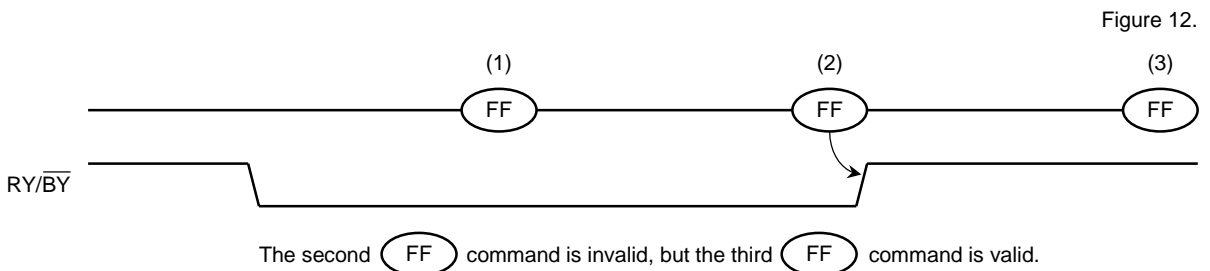 Figure 12.
(1) (2) (3)
FF FF FF
RY/B̅Y̅
The second FF command is invalid, but the third FF command is valid.